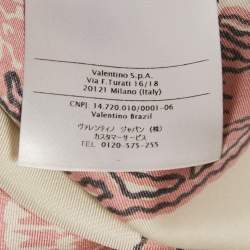 Valentino S.p.A.
Via F.Turati 16/18
20121 Milano (Italy)
CNPJ: 14.720.010/0001-06
Valentino Brazil
ヴァレンティノ ジャパン (株)
カスタマーサービス
TEL: 0120-575-255